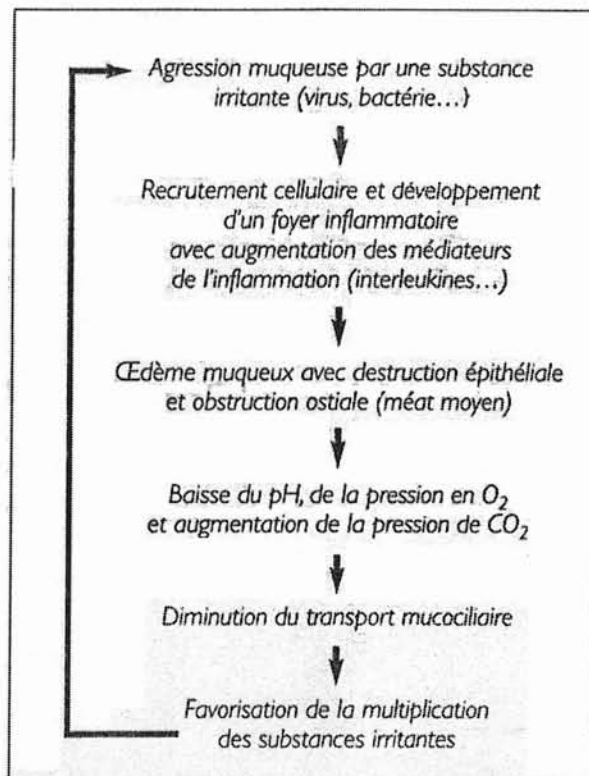 Agression muqueuse par une substance
irritante (virus, bactérie...)
Recrutement cellulaire et développement
d'un foyer inflammatoire
avec augmentation des médiateurs
de l'inflammation (interleukines...)
Œdème muqueux avec destruction épithéliale
et obstruction ostiale (méat moyen)
Baisse du pH, de la pression en O₂
et augmentation de la pression de CO₂
Diminution du transport mucociliaire
Favorisation de la multiplication
des substances irritantes